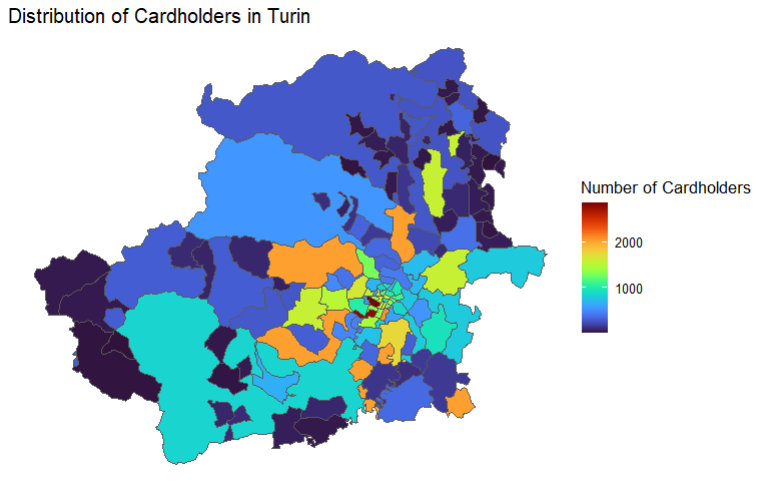 Distribution of Cardholders in Turin
Number of Cardholders
2000
1000